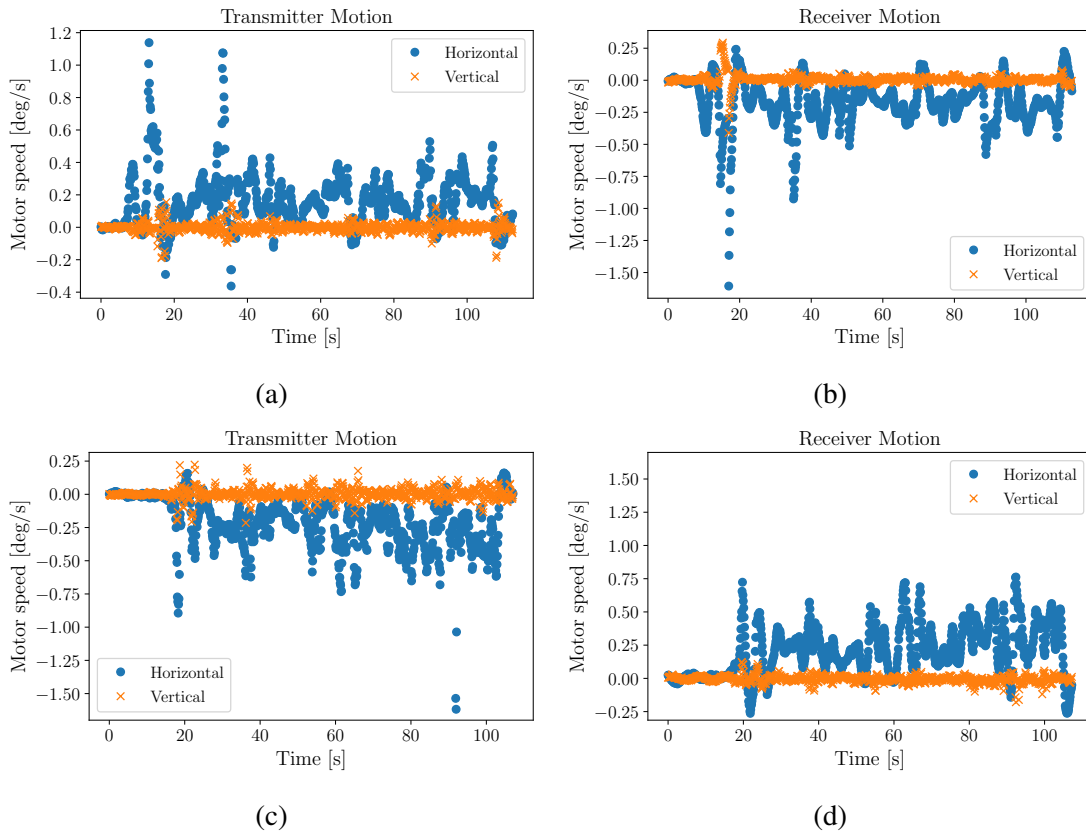 Transmitter Motion
Motor speed [deg/s]
1.2
1.0
0.8
0.6
0.4
0.2
0.0
−0.2
−0.4
Horizontal
Vertical
0 20 40 60 80 100
Time [s]
(a)
Receiver Motion
Motor speed [deg/s]
0.25
0.00
−0.25
−0.50
−0.75
−1.00
−1.25
−1.50
Horizontal
Vertical
0 20 40 60 80 100
Time [s]
(b)
Transmitter Motion
Motor speed [deg/s]
0.25
0.00
−0.25
−0.50
−0.75
−1.00
−1.25
−1.50
Horizontal
Vertical
0 20 40 60 80 100
Time [s]
(c)
Receiver Motion
Motor speed [deg/s]
1.50
1.25
1.00
0.75
0.50
0.25
0.00
−0.25
Horizontal
Vertical
0 20 40 60 80 100
Time [s]
(d)